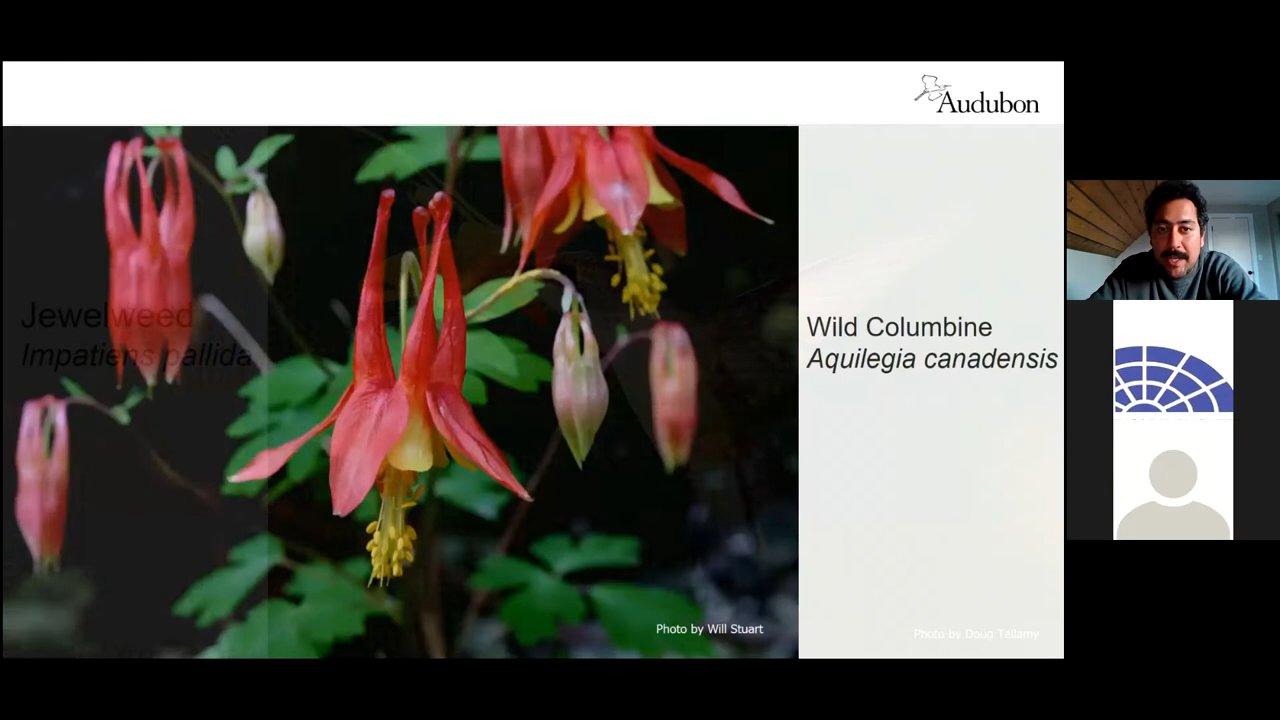 Audubon
Jewelweed
Impatiens pallida
Wild Columbine
Aquilegia canadensis
Photo by Will Stuart
Photo by Doug Tallamy